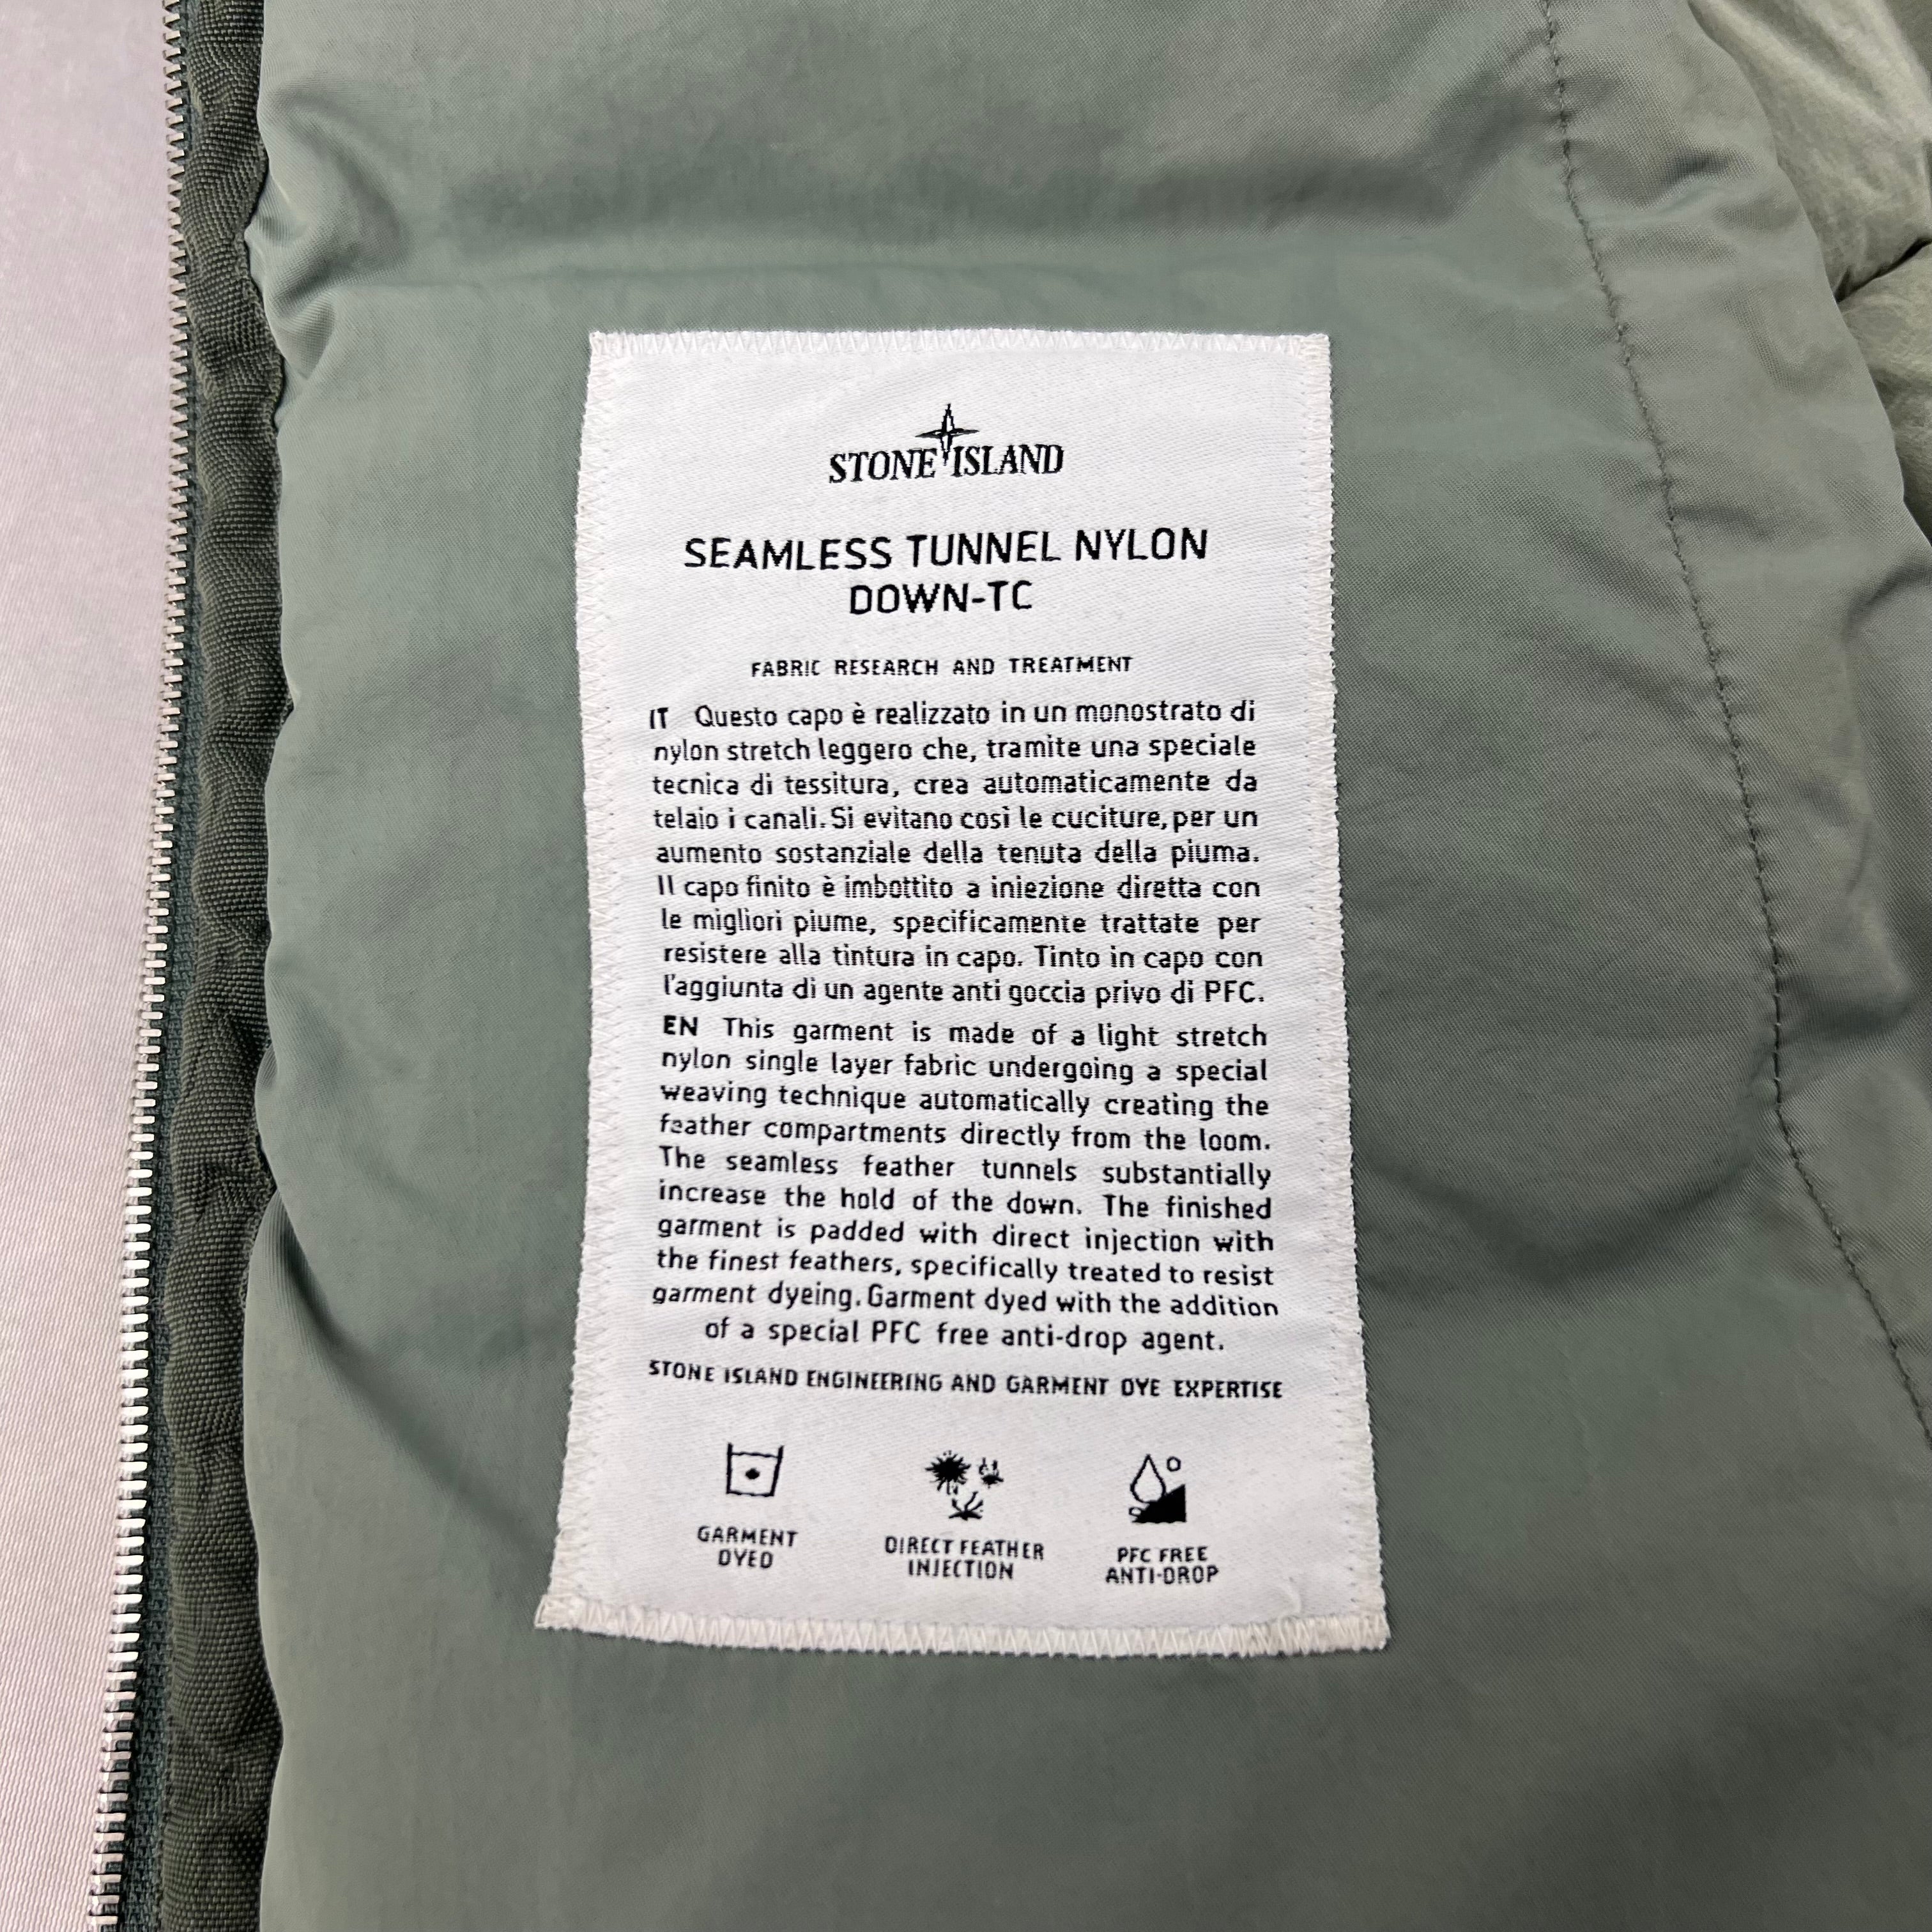 STONE ISLAND
SEAMLESS TUNNEL NYLON
DOWN-TC
FABRIC RESEARCH AND TREATMENT
IT Questo capo è realizzato in un monostrato di
nylon stretch leggero che, tramite una speciale
tecnica di tessitura, crea automaticamente da
telaio i canali. Si evitano così le cuciture, per un
aumento sostanziale della tenuta della piuma.
Il capo finito è imbottito a iniezione diretta con
le migliori piume, specificamente trattate per
resistere alla tintura in capo. Tinto in capo con
l'aggiunta di un agente anti goccia privo di PFC.
EN This garment is made of a light stretch
nylon single layer fabric undergoing a special
weaving technique automatically creating the
feather compartments directly from the loom.
The seamless feather tunnels substantially
increase the hold of the down. The finished
garment is padded with direct injection with
the finest feathers, specifically treated to resist
garment dyeing. Garment dyed with the addition
of a special PFC free anti-drop agent.
STONE ISLAND ENGINEERING AND GARMENT DYE EXPERTISE
GARMENT
DYED
DIRECT FEATHER
INJECTION
PFC FREE
ANTI-DROP